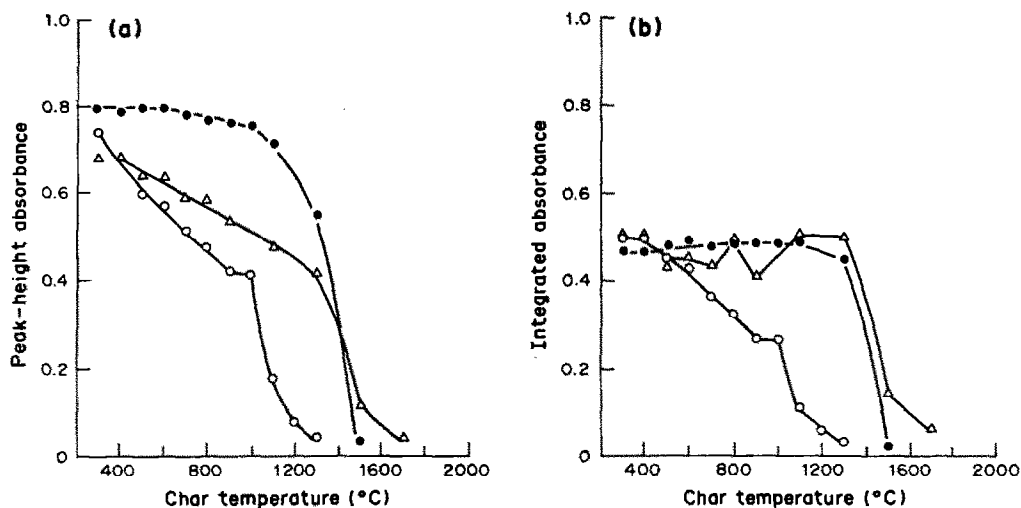 (a)
1.0
0.8
0.6
0.4
0.2
0
Peak-height absorbance
400 800 1200 1600 2000
Char temperature (°C)
(b)
1.0
0.8
0.6
0.4
0.2
0
Integrated absorbance
400 800 1200 1600 2000
Char temperature (°C)